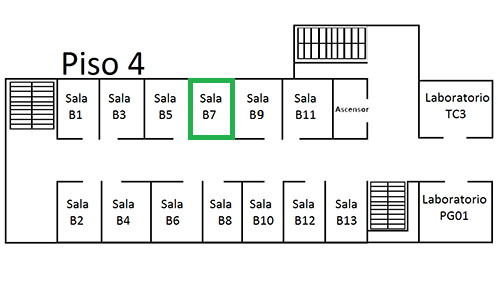 Piso 4
Sala
B1
Sala
B3
Sala
B5
Sala
B7
Sala
B9
Sala
B11
Ascensor
Laboratorio
TC3
Sala
B2
Sala
B4
Sala
B6
Sala
B8
Sala
B10
Sala
B12
Sala
B13
Laboratorio
PG01